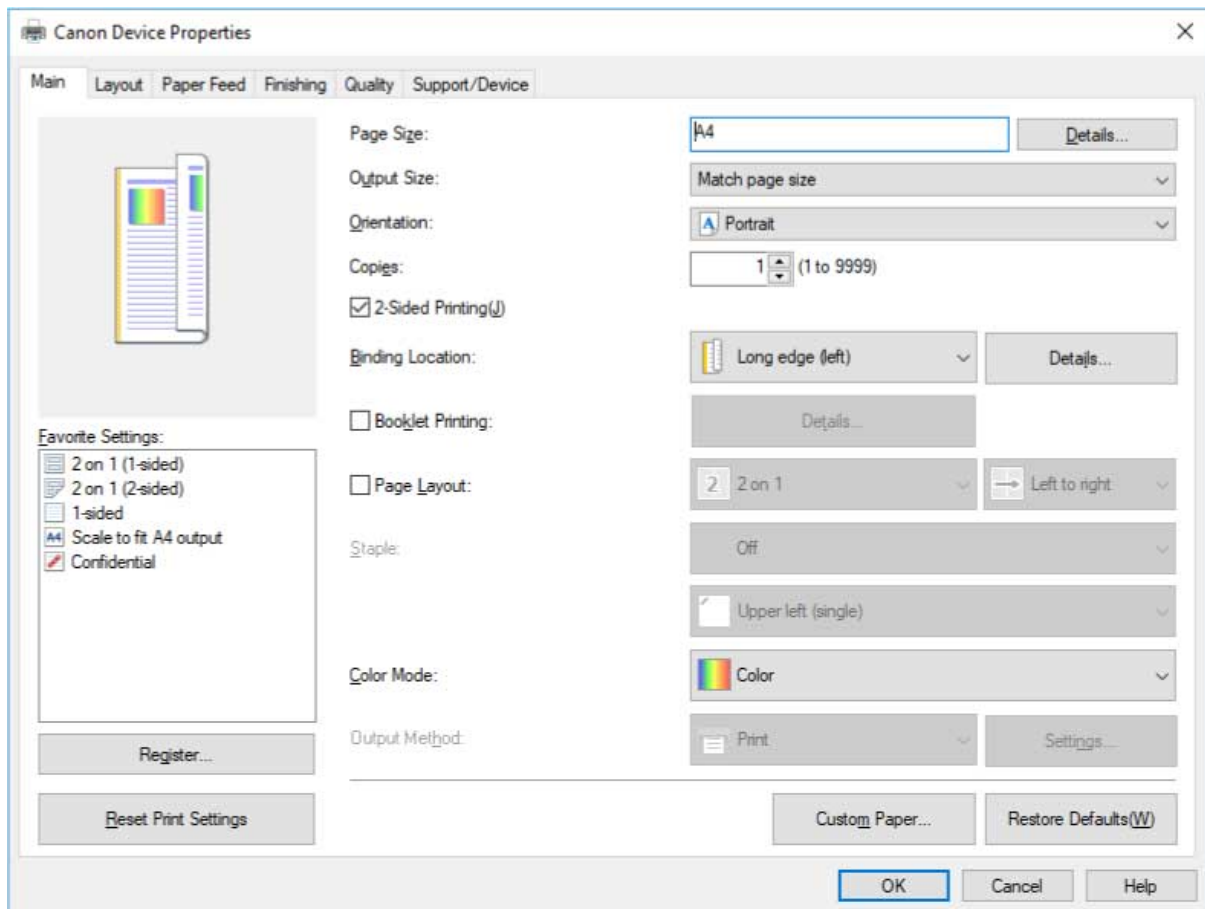 Canon Device Properties
Main Layout Paper Feed Finishing Quality Support/Device
Page Size: A4 Details...
Output Size: Match page size
Orientation: A Portrait
Copies: 1 (1 to 9999)
2-Sided Printing(J)
Binding Location: Long edge (left) Details...
Booklet Printing: Details...
Favorite Settings:
2 on 1 (1-sided)
2 on 1 (2-sided)
1-sided
A4 Scale to fit A4 output
Confidential
Page Layout: 2 2 on 1 Left to right
Staple: Off
Upper left (single)
Color Mode: Color
Output Method: Print Settings...
Register...
Reset Print Settings
Custom Paper... Restore Defaults(W)
OK Cancel Help